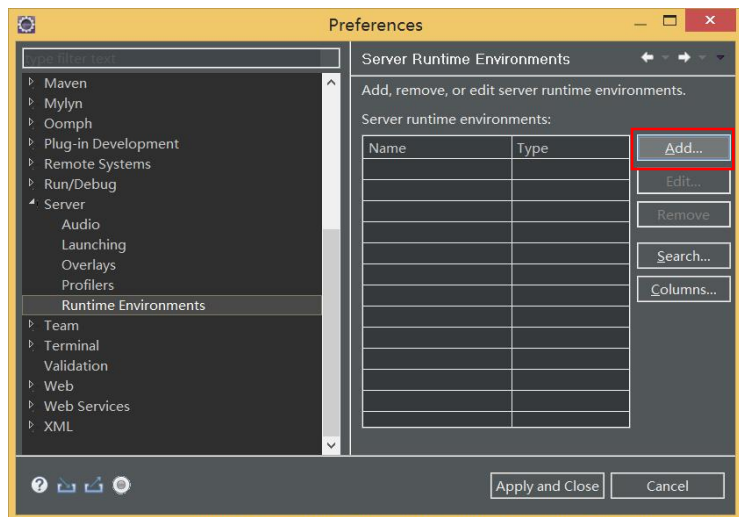 Preferences
type filter text
Maven
Mylyn
Oomph
Plug-in Development
Remote Systems
Run/Debug
Server
Audio
Launching
Overlays
Profilers
Runtime Environments
Team
Terminal
Validation
Web
Web Services
XML
Server Runtime Environments
Add, remove, or edit server runtime environments.
Server runtime environments:
Name Type
Add...
Edit...
Remove
Search...
Columns...
Apply and Close Cancel